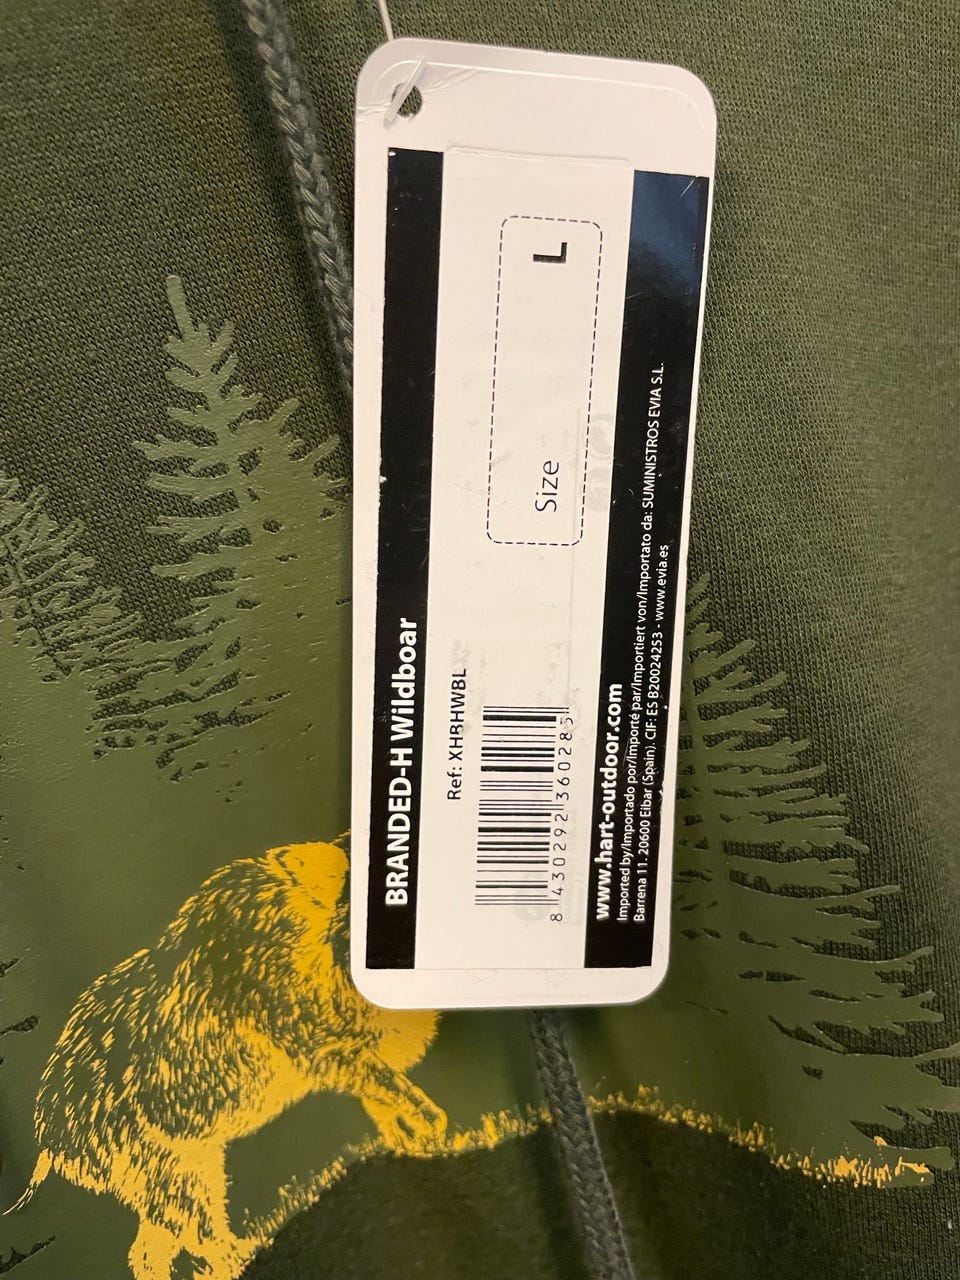 BRANDED-H Wildboar
Ref: XHBHWBL
8 430292 360285
Size L
www.hart-outdoor.com
Imported by/Importado por/Importé par/Importiert von/Importato da: SUMINISTROS EVIA S.L.
Barrena 11. 20600 Eibar (Spain). CIF: ES B20024253 - www.evia.es